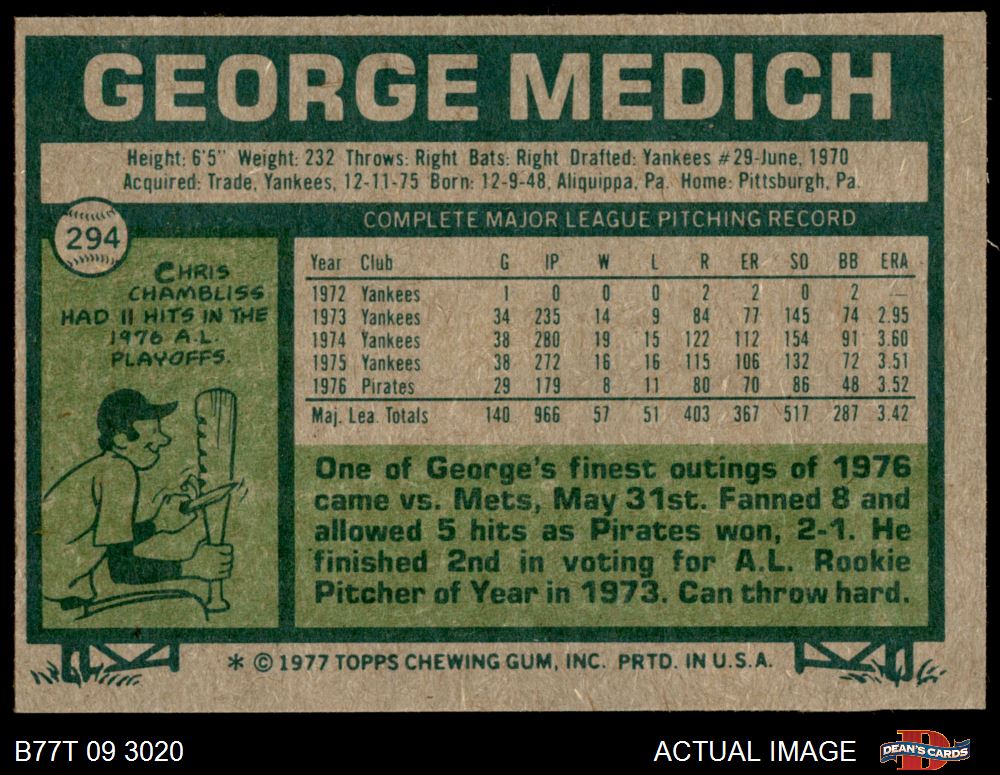 GEORGE MEDICH
Height: 6'5" Weight: 232 Throws: Right Bats: Right Drafted: Yankees #29-June, 1970
Acquired: Trade, Yankees, 12-11-75 Born: 12-9-48, Aliquippa, Pa. Home: Pittsburgh, Pa.
294
COMPLETE MAJOR LEAGUE PITCHING RECORD
CHRIS
CHAMBLISS
HAD 11 HITS IN THE
1976 A.L.
PLAYOFFS.
Year Club G IP W L R ER SO BB ERA
1972 Yankees 1 0 0 0 2 2 0 2 —
1973 Yankees 34 235 14 9 84 77 145 74 2.95
1974 Yankees 38 280 19 15 122 112 154 91 3.60
1975 Yankees 38 272 16 16 115 106 132 72 3.51
1976 Pirates 29 179 8 11 80 70 86 48 3.52
Maj. Lea. Totals 140 966 57 51 403 367 517 287 3.42
One of George's finest outings of 1976
came vs. Mets, May 31st. Fanned 8 and
allowed 5 hits as Pirates won, 2-1. He
finished 2nd in voting for A.L. Rookie
Pitcher of Year in 1973. Can throw hard.
* © 1977 TOPPS CHEWING GUM, INC. PRTD. IN U.S.A.
B77T 09 3020
ACTUAL IMAGE
D
DEAN'S CARDS